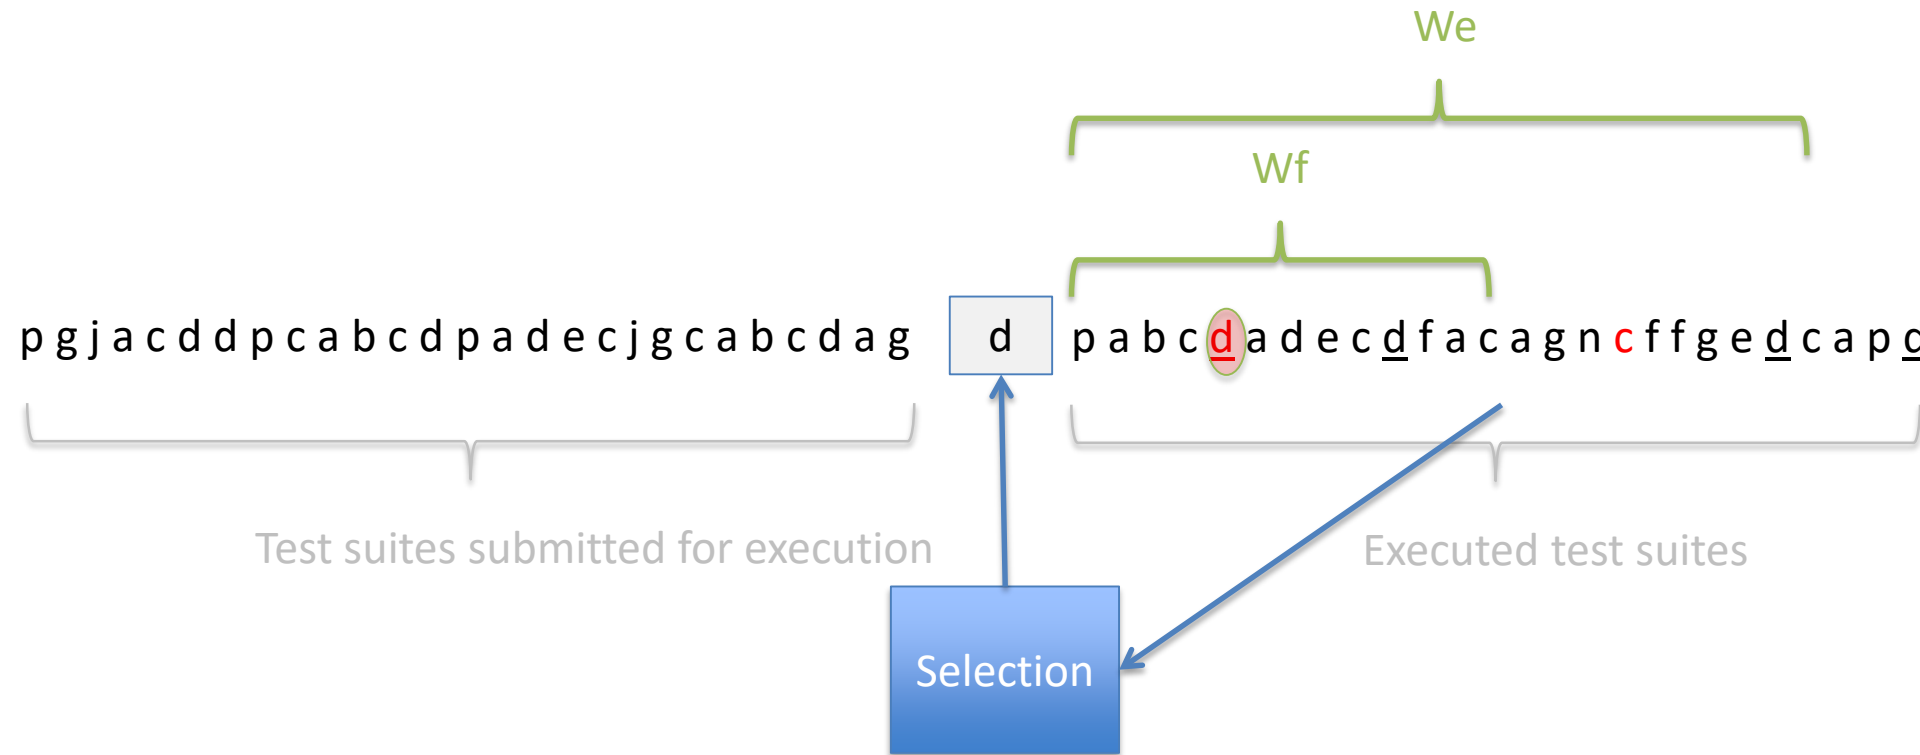 We
Wf
p g j a c d d p c a b c d p a d e c j g c a b c d a g d p a b c d a d e c d f a c a g n c f f g e d c a p
Test suites submitted for execution Executed test suites
Selection